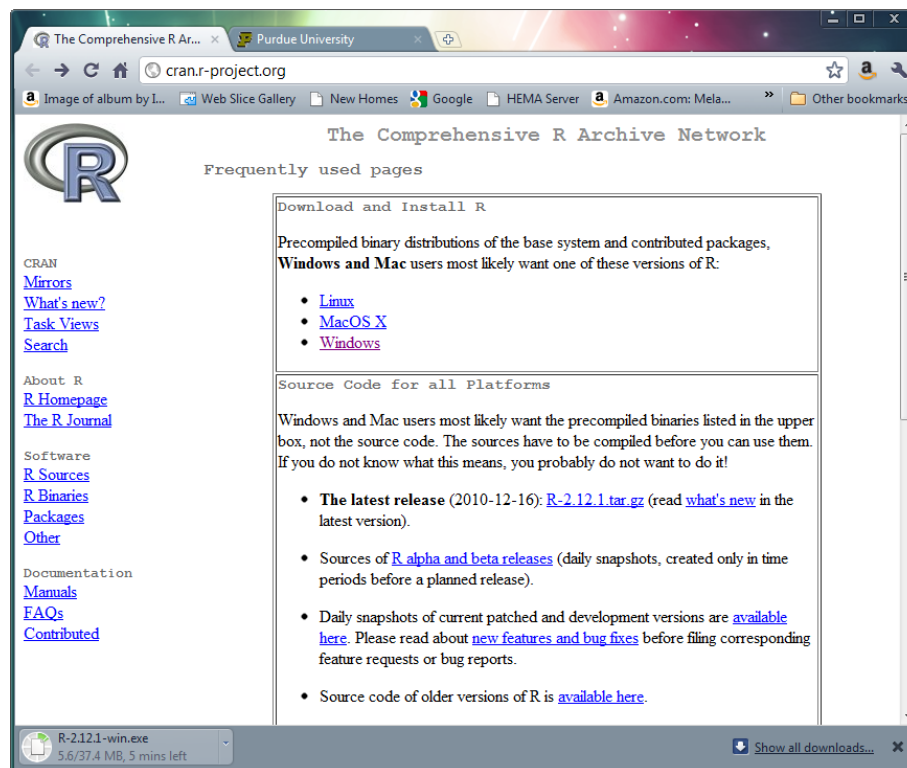 The Comprehensive R Ar...
Purdue University
cran.r-project.org
Image of album by I...
Web Slice Gallery
New Homes
Google
HEMA Server
Amazon.com: Mela...
»
Other bookmarks
R
The Comprehensive R Archive Network
Frequently used pages
CRAN
Mirrors
What's new?
Task Views
Search
About R
R Homepage
The R Journal
Software
R Sources
R Binaries
Packages
Other
Documentation
Manuals
FAQs
Contributed
Download and Install R
Precompiled binary distributions of the base system and contributed packages,
Windows and Mac users most likely want one of these versions of R:
• Linux
• MacOS X
• Windows
Source Code for all Platforms
Windows and Mac users most likely want the precompiled binaries listed in the upper
box, not the source code. The sources have to be compiled before you can use them.
If you do not know what this means, you probably do not want to do it!
• The latest release (2010-12-16): R-2.12.1.tar.gz (read what's new in the
latest version).
• Sources of R alpha and beta releases (daily snapshots, created only in time
periods before a planned release).
• Daily snapshots of current patched and development versions are available
here. Please read about new features and bug fixes before filing corresponding
feature requests or bug reports.
• Source code of older versions of R is available here.
R-2.12.1-win.exe
5.6/37.4 MB, 5 mins left
Show all downloads...